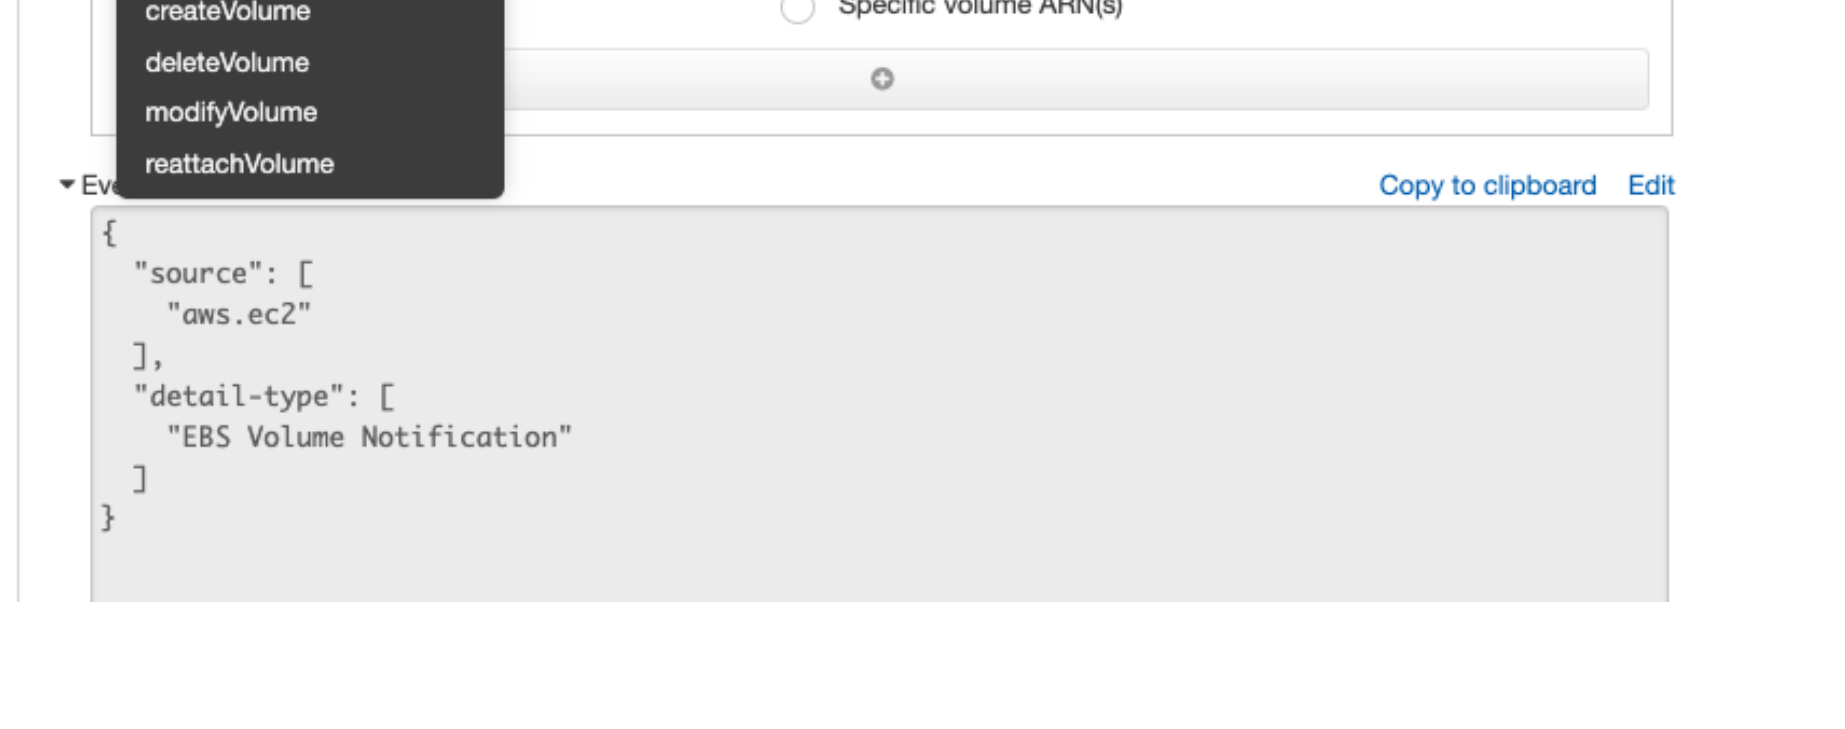 createVolume
Specific Volume ARN(s)
deleteVolume
modifyVolume
reattachVolume
Copy to clipboard Edit
{
"source": [
"aws.ec2"
],
"detail-type": [
"EBS Volume Notification"
]
}